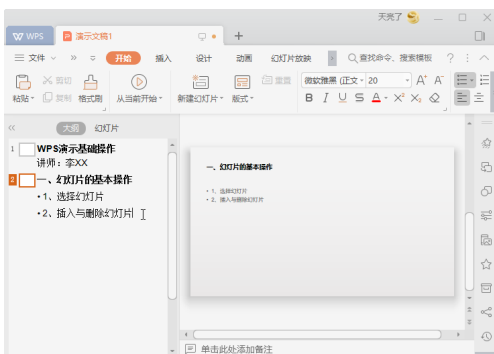 天亮了
WPS
演示文稿1
文件
开始
插入
设计
动画
幻灯片放映
查找命令、搜索模板
粘贴
剪切
复制
格式刷
从当前开始
新建幻灯片
版式
重置
微软雅黑 (正文)
20
A⁺ A⁻
B I U S A X² X₂
大纲
幻灯片
1 WPS演示基础操作
讲师：李XX
2 一、幻灯片的基本操作
•1、选择幻灯片
•2、插入与删除幻灯片
一、幻灯片的基本操作
• 1、选择幻灯片
• 2、插入与删除幻灯片
单击此处添加备注